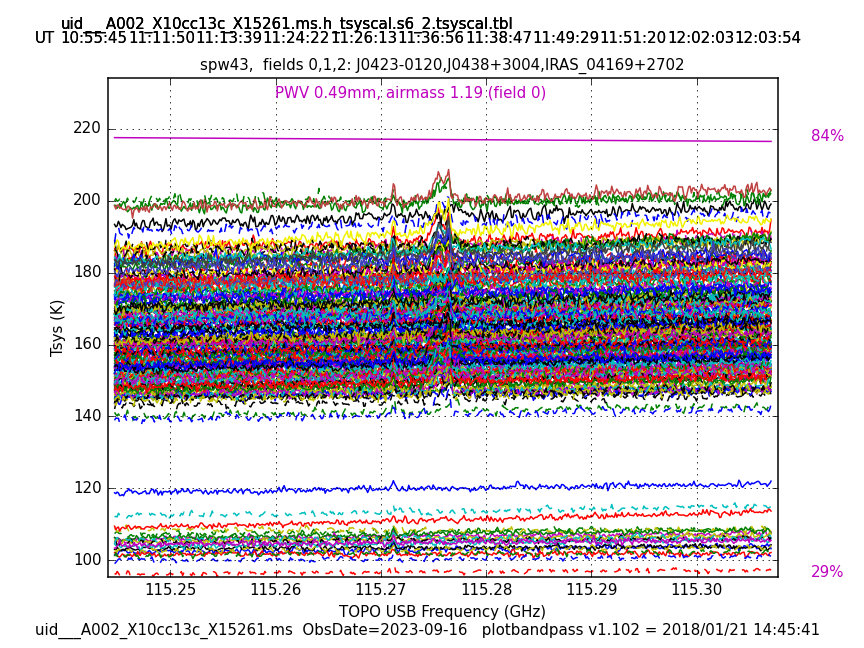 uid___A002_X10cc13c_X15261.ms.h_tsyscal.s6_2.tsyscal.tbl
UT 10:55:45 11:11:50 11:13:39 11:24:22 11:26:13 11:36:56 11:38:47 11:49:29 11:51:20 12:02:03 12:03:54
spw43,  fields 0,1,2: J0423-0120,J0438+3004,IRAS_04169+2702
PWV 0.49mm, airmass 1.19 (field 0)
84%
220
200
180
160
140
120
100
Tsys (K)
29%
115.25 115.26 115.27 115.28 115.29 115.30
TOPO USB Frequency (GHz)
uid___A002_X10cc13c_X15261.ms  ObsDate=2023-09-16   plotbandpass v1.102 = 2018/01/21 14:45:41